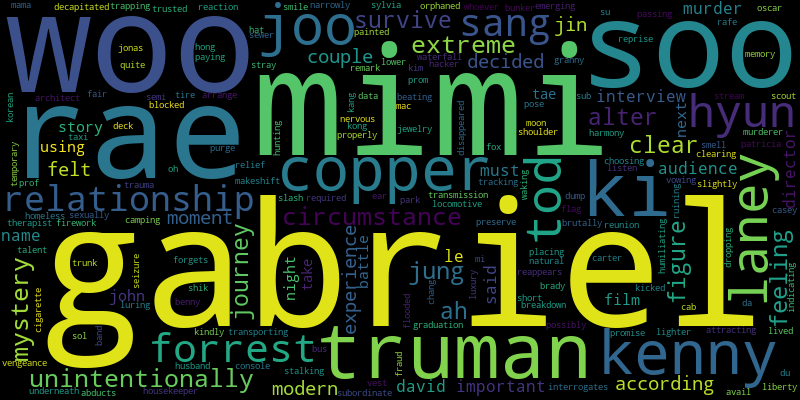 mama decapitated trapping trusted reaction smile narrowly sylvia orphaned whoever bunker emerging su passing oscar
woo joo sang jin soo murder rafe
hat painted survive reprise
jonas hong stray couple extreme lower decided waterfall hacker granny memory
quite paying remark kim prom sewer
architect semi tire arrange
korean fair blocked rae mimi data mac tae sub interview stream scout
kang beating pose alter hyun
story deck taxi nervous kong properly jewelry moon shoulder harmony next patricia murderer
using purge hunting disappeared fox clear smell clearing
temporary felt oh relief copper must choosing audience director
prof trauma makeshift tracking waking listen vowing slightly
relationship slash required ear park transmission locomotive tod ki dump ruining laney casey
homeless sexually moment circumstance preserve flag brutally
therapist firework camping reunion figure
name journey experience battle gabriel le placing natural humiliating dropping feeling indicating
talent forgets trunk seizure night take jung mi said reappears carter
mystery cigarette john shik benny luxury chang ah brady kicked da lived
iuring flooded short breakdown film cab
sol band graduation possibly promise lighter attracting
vengeance kindly transporting bus truman
forrest husband console stalking fraud kenny
unintentionally modern vest david important interrogates according du
underneath abducts housekeeper subordinate avail liberty